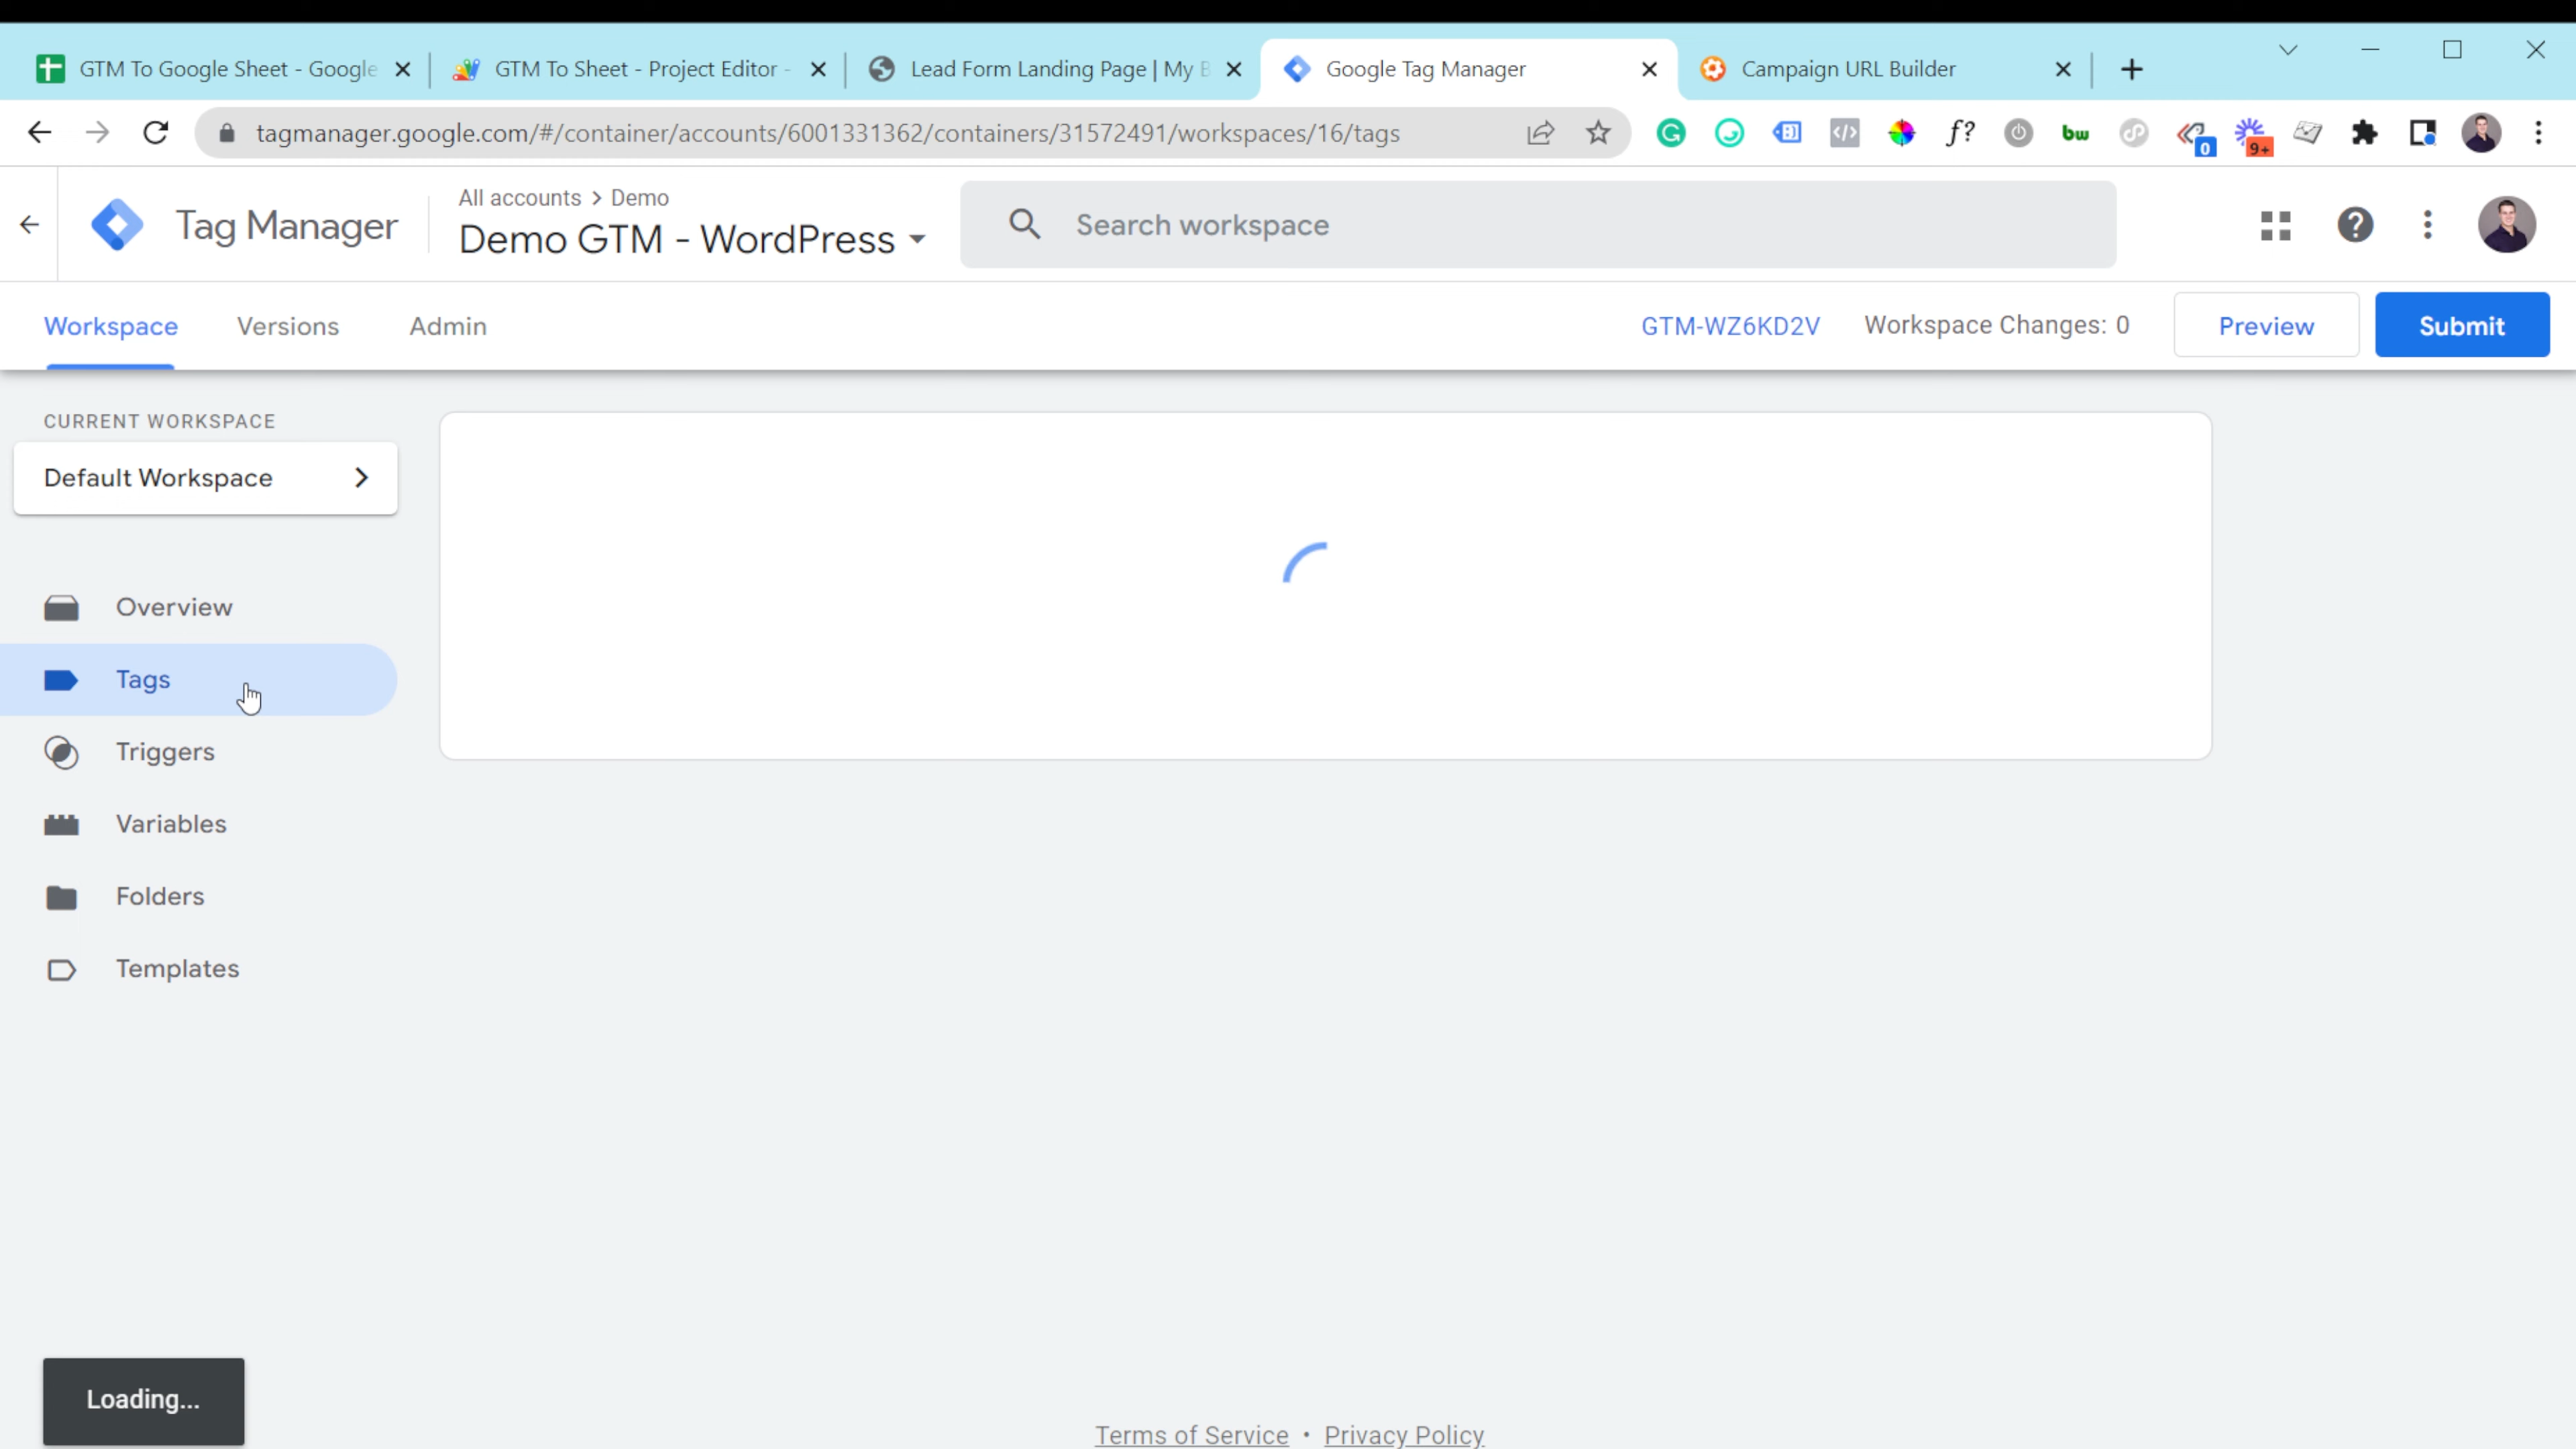 GTM To Google Sheet - Google
GTM To Sheet - Project Editor -
Lead Form Landing Page | My B
Google Tag Manager
Campaign URL Builder
tagmanager.google.com/#/container/accounts/6001331362/containers/31572491/workspaces/16/tags
f?
bw
0
9+
Tag Manager
All accounts > Demo
Demo GTM - WordPress
Search workspace
Workspace
Versions
Admin
GTM-WZ6KD2V
Workspace Changes: 0
Preview
Submit
CURRENT WORKSPACE
Default Workspace
Overview
Tags
Triggers
Variables
Folders
Templates
Loading...
Terms of Service • Privacy Policy